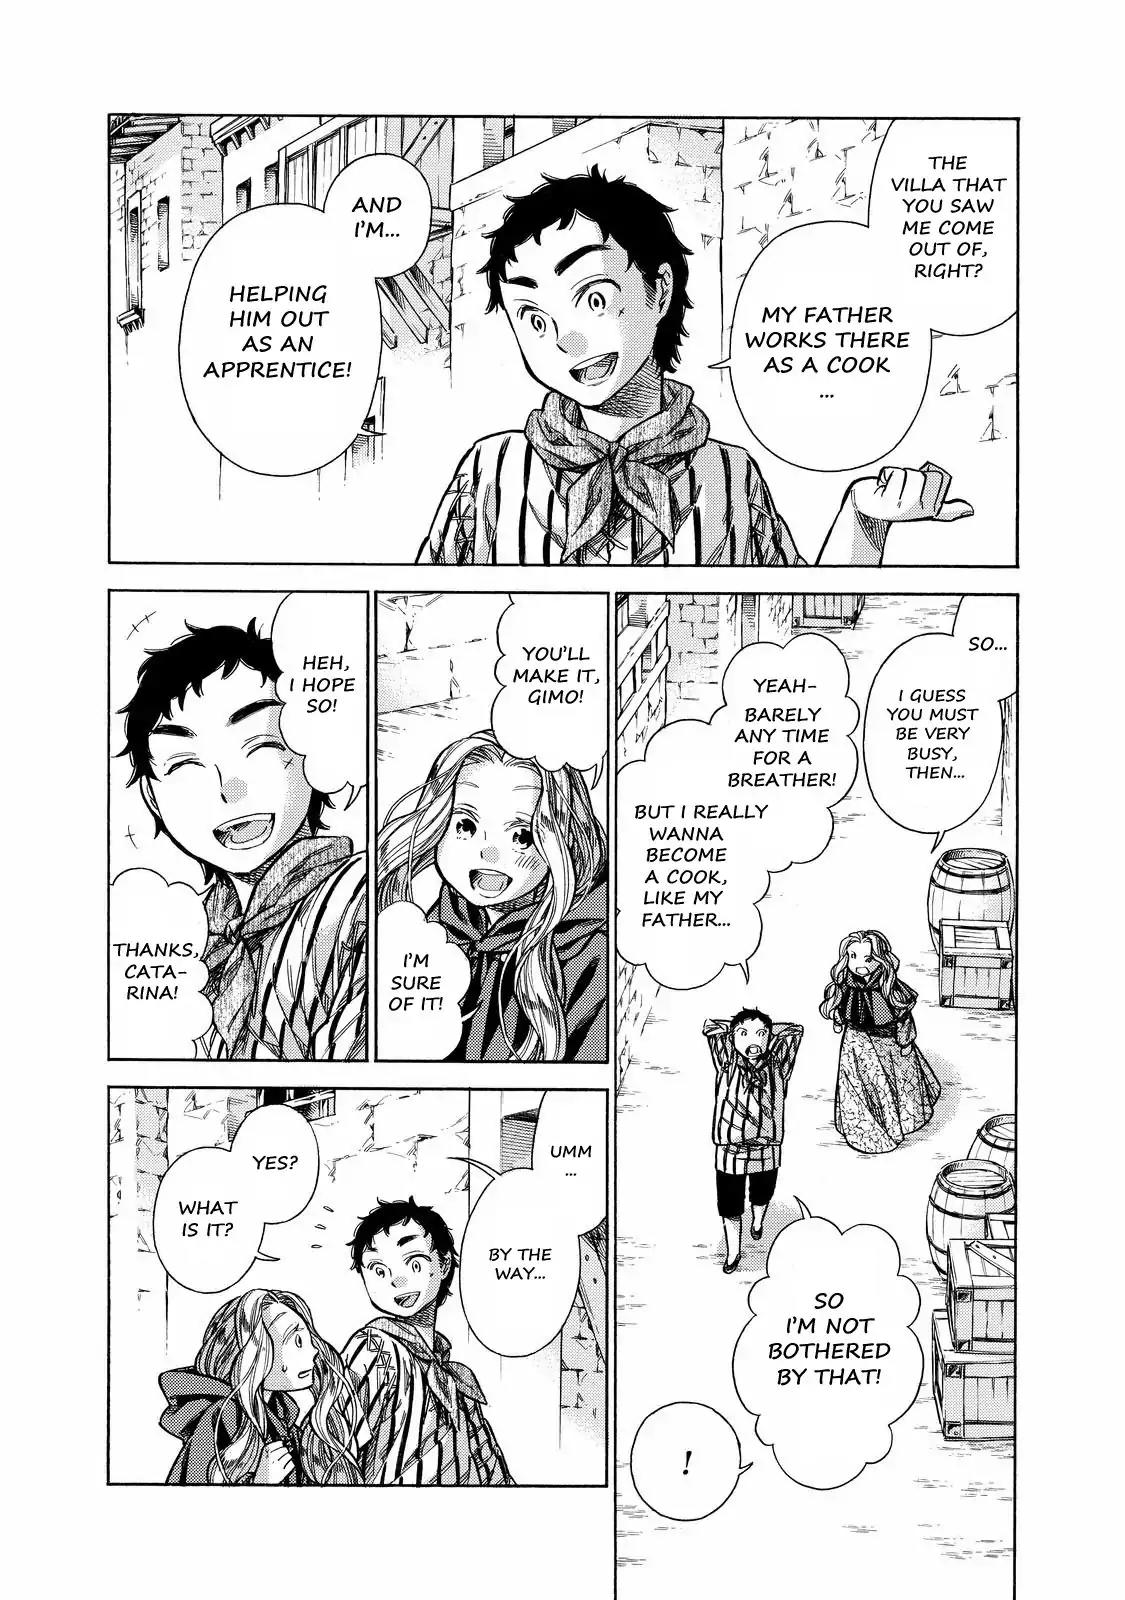 THE
VILLA THAT
YOU SAW
ME COME
OUT OF,
RIGHT?
MY FATHER
WORKS THERE
AS A COOK
...
AND
I'M...
HELPING
HIM OUT
AS AN
APPRENTICE!
SO...
I GUESS
YOU MUST
BE VERY
BUSY,
THEN...
YEAH-
BARELY
ANY TIME
FOR A
BREATHER!
BUT I REALLY
WANNA
BECOME
A COOK,
LIKE MY
FATHER...
SO
I'M NOT
BOTHERED
BY THAT!
!
YOU'LL
MAKE IT,
GIMO!
I'M
SURE
OF IT!
HEH,
I HOPE
SO!
THANKS,
CATA-
RINA!
UMM
...
BY THE
WAY...
YES?
WHAT
IS IT?